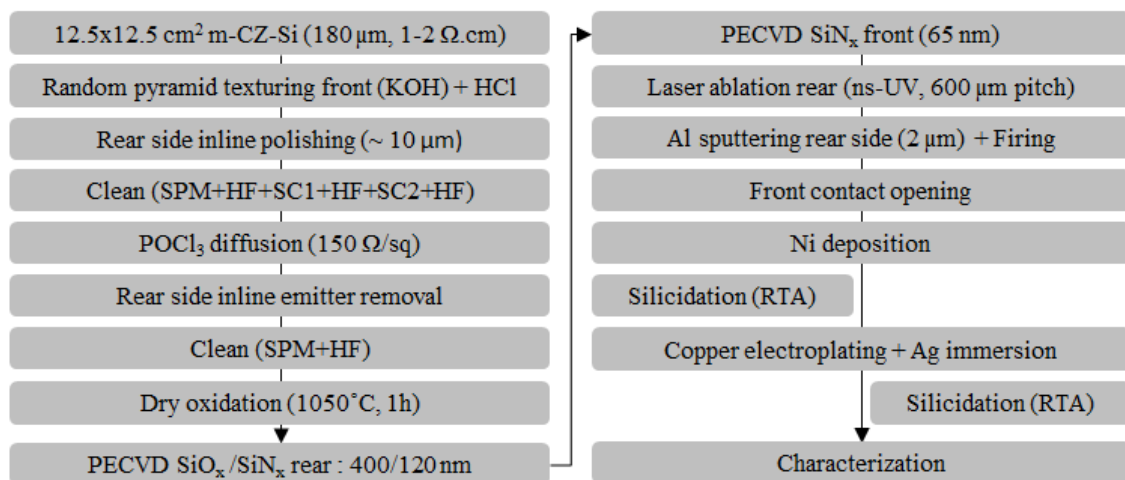 12.5x12.5 cm² m-CZ-Si (180 μm, 1-2 Ω.cm)
Random pyramid texturing front (KOH) + HCl
Rear side inline polishing (~ 10 μm)
Clean (SPM+HF+SC1+HF+SC2+HF)
POCl₃ diffusion (150 Ω/sq)
Rear side inline emitter removal
Clean (SPM+HF)
Dry oxidation (1050˚C, 1h)
PECVD SiOₓ/SiNₓ rear : 400/120 nm
PECVD SiNₓ front (65 nm)
Laser ablation rear (ns-UV, 600 μm pitch)
Al sputtering rear side (2 μm) + Firing
Front contact opening
Ni deposition
Silicidation (RTA)
Copper electroplating + Ag immersion
Silicidation (RTA)
Characterization